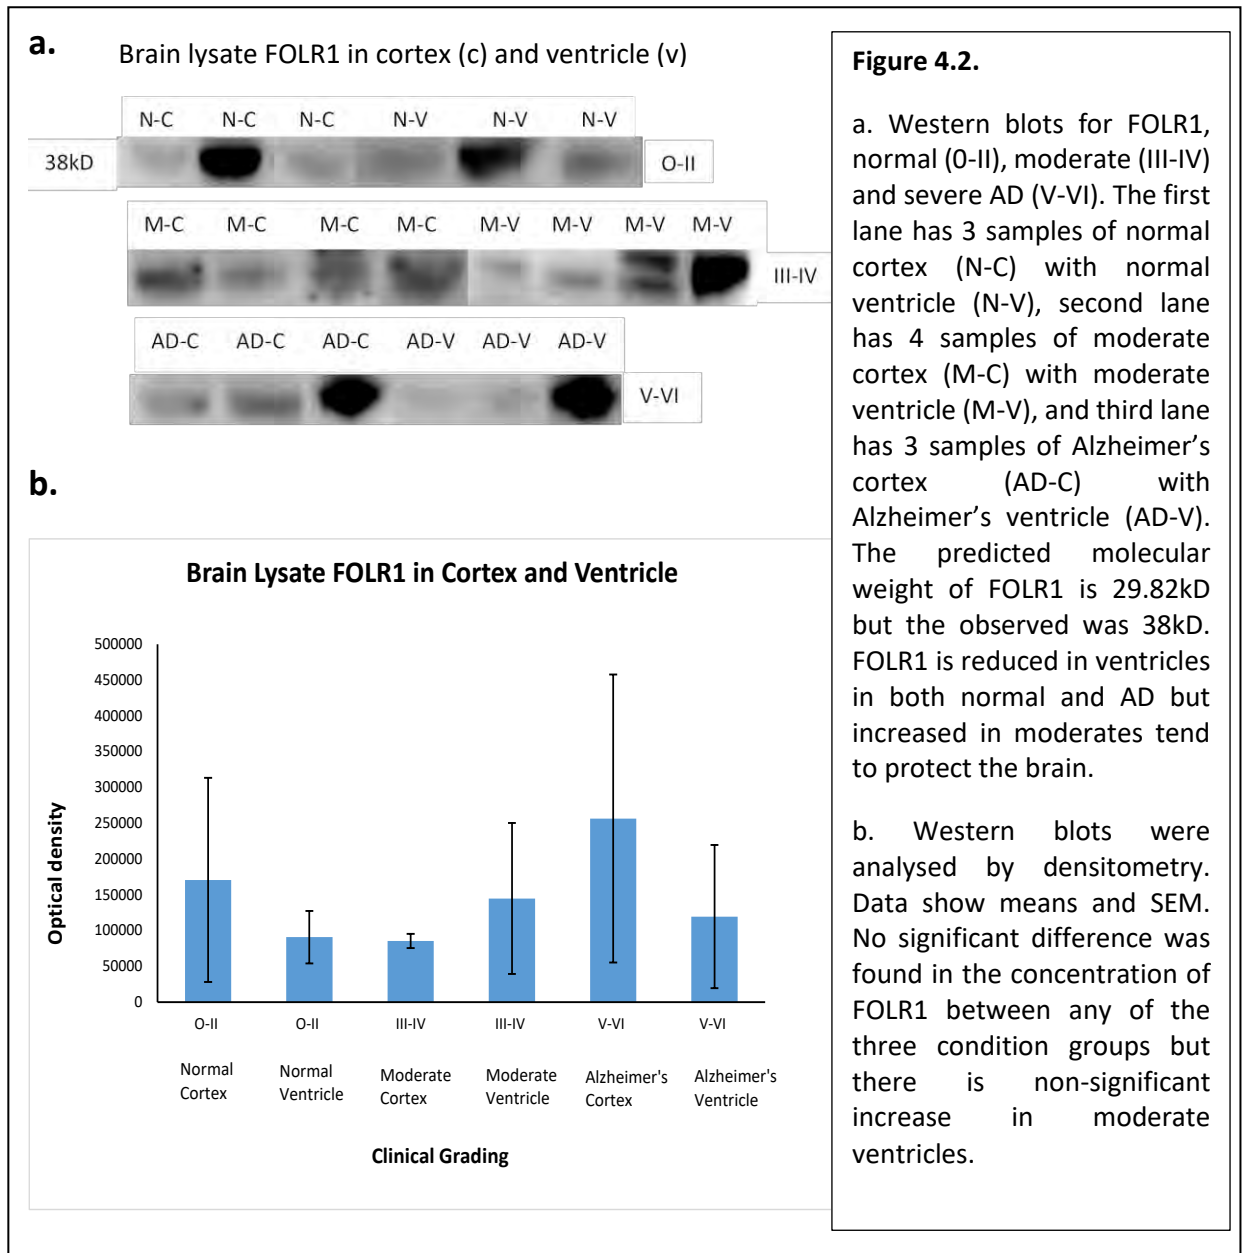 a.
Brain lysate FOLR1 in cortex (c) and ventricle (v)
N-C N-C N-C N-V N-V N-V
38kD
O-II
M-C M-C M-C M-C M-V M-V M-V M-V
III-IV
AD-C AD-C AD-C AD-V AD-V AD-V
V-VI
b.
Brain Lysate FOLR1 in Cortex and Ventricle
500000
450000
400000
350000
300000
250000
200000
150000
100000
50000
0
Optical density
O-II O-II III-IV III-IV V-VI V-VI
Normal Normal Moderate Moderate Alzheimer's Alzheimer's
Cortex Ventricle Cortex Ventricle Cortex Ventricle
Clinical Grading
Figure 4.2.
a. Western blots for FOLR1,
normal (0-II), moderate (III-IV)
and severe AD (V-VI). The first
lane has 3 samples of normal
cortex (N-C) with normal
ventricle (N-V), second lane
has 4 samples of moderate
cortex (M-C) with moderate
ventricle (M-V), and third lane
has 3 samples of Alzheimer's
cortex (AD-C) with
Alzheimer's ventricle (AD-V).
The predicted molecular
weight of FOLR1 is 29.82kD
but the observed was 38kD.
FOLR1 is reduced in ventricles
in both normal and AD but
increased in moderates tend
to protect the brain.
b. Western blots were
analysed by densitometry.
Data show means and SEM.
No significant difference was
found in the concentration of
FOLR1 between any of the
three condition groups but
there is non-significant
increase in moderate
ventricles.